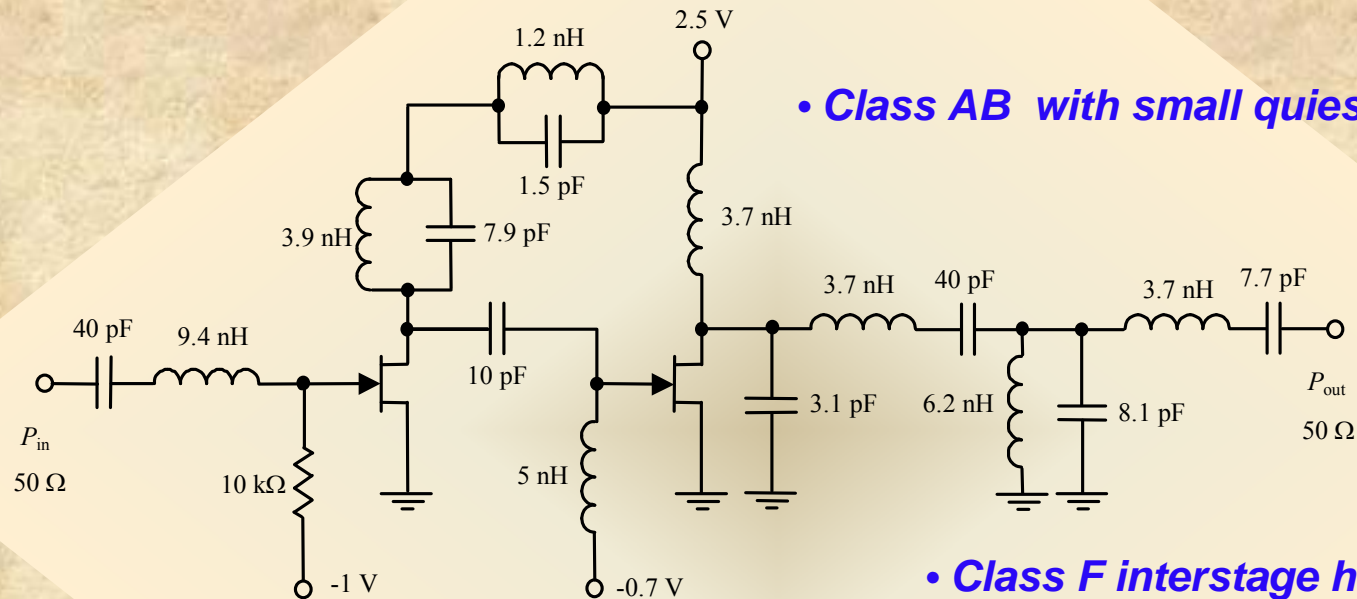 2.5 V
1.2 nH
• Class AB with small quies
1.5 pF
3.7 nH
3.9 nH
7.9 pF
3.7 nH
40 pF
3.7 nH
7.7 pF
40 pF
9.4 nH
10 pF
3.1 pF
6.2 nH
8.1 pF
Pin
50 Ω
10 kΩ
5 nH
Pout
50 Ω
-1 V
-0.7 V
• Class F interstage h